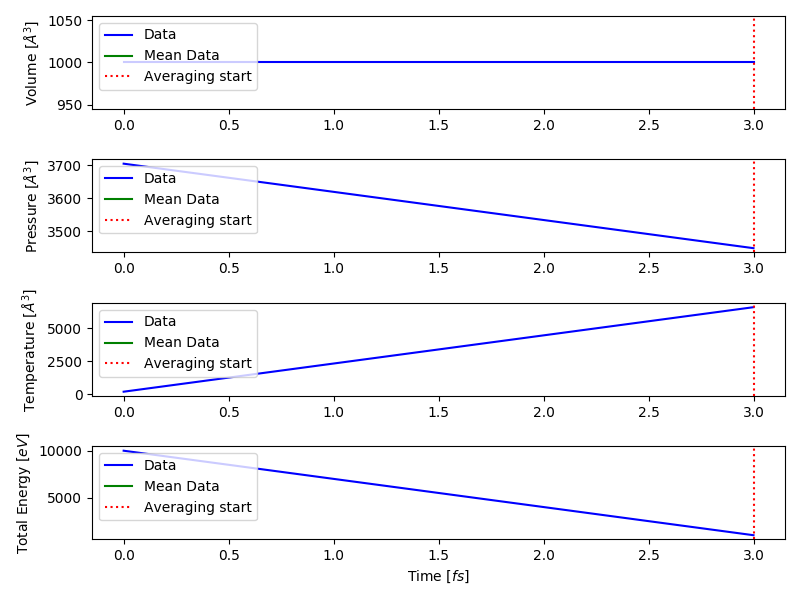 1050
1000
950
Volume [Å³]
Data
Mean Data
Averaging start
0.0 0.5 1.0 1.5 2.0 2.5 3.0
3700
3600
3500
Pressure [Å³]
Data
Mean Data
Averaging start
0.0 0.5 1.0 1.5 2.0 2.5 3.0
5000
2500
0
Temperature [Å³]
Data
Mean Data
Averaging start
0.0 0.5 1.0 1.5 2.0 2.5 3.0
10000
5000
Total Energy [eV]
Data
Mean Data
Averaging start
0.0 0.5 1.0 1.5 2.0 2.5 3.0
Time [fs]